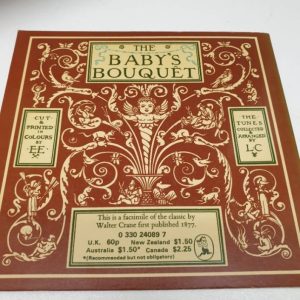 THE
BABY'S
BOUQUET
CUT
& PRINTED
IN
COLOURS
BY
E.E.
THE
TUNES
COLLECTED
& ARRANGED
BY
L.C
This is a facsimile of the classic by
Walter Crane first published 1877.
0 330 24089 7
U.K. 60p New Zealand $1.50
Australia $1.50* Canada $2.25
*(Recommended but not obligatory)